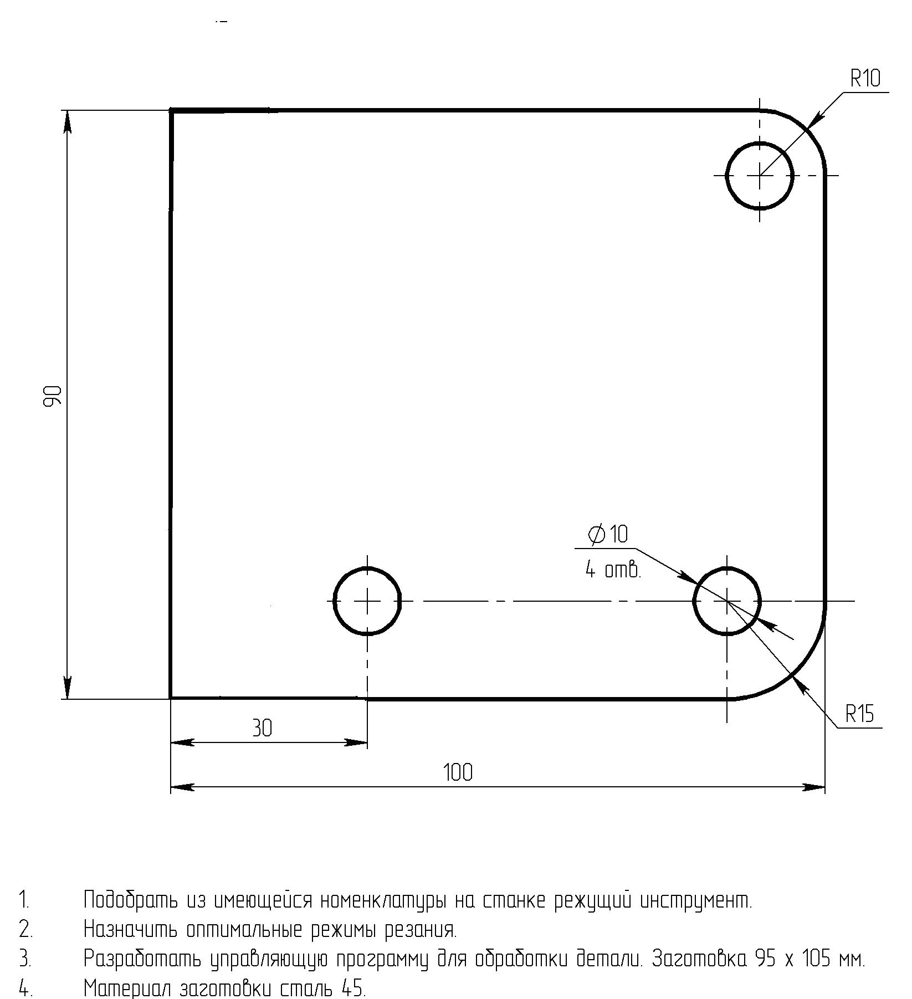 R10
90
Ø10
4 отв.
R15
30
100
1. Подобрать из имеющейся номенклатуры на станке режущий инструмент.
2. Назначить оптимальные режимы резания.
3. Разработать управляющую программу для обработки детали. Заготовка 95 х 105 мм.
4. Материал заготовки сталь 45.